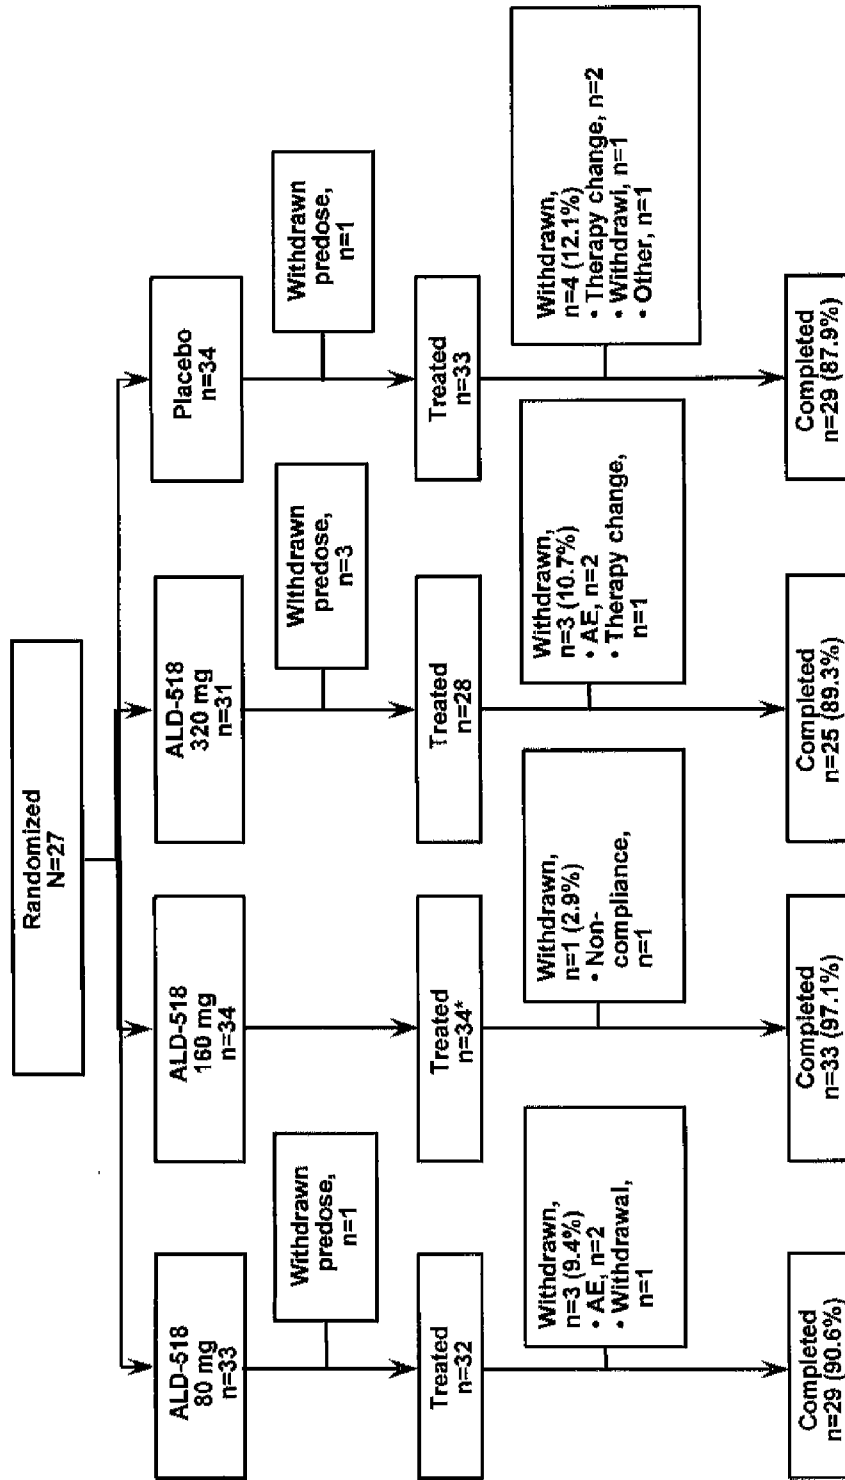 Randomized
N=27
ALD-518
80 mg
n=33
ALD-518
160 mg
n=34
ALD-518
320 mg
n=31
Placebo
n=34
Withdrawn
predose,
n=1
Withdrawn
predose,
n=3
Withdrawn
predose,
n=1
Treated
n=32
Treated
n=34*
Treated
n=28
Treated
n=33
Withdrawn,
n=3 (9.4%)
• AE, n=2
• Withdrawal,
n=1
Withdrawn,
n=1 (2.9%)
• Non-
compliance,
n=1
Withdrawn,
n=3 (10.7%)
• AE, n=2
• Therapy change,
n=1
Withdrawn,
n=4 (12.1%)
• Therapy change, n=2
• Withdrawl, n=1
• Other, n=1
Completed
n=29 (90.6%)
Completed
n=33 (97.1%)
Completed
n=25 (89.3%)
Completed
n=29 (87.9%)